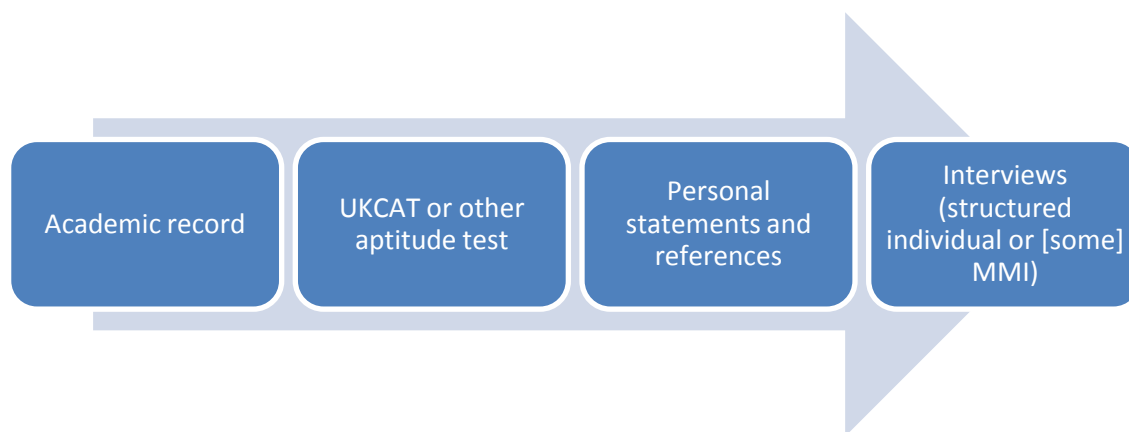 Academic record
UKCAT or other
aptitude test
Personal
statements and
references
Interviews
(structured
individual or [some]
MMI)